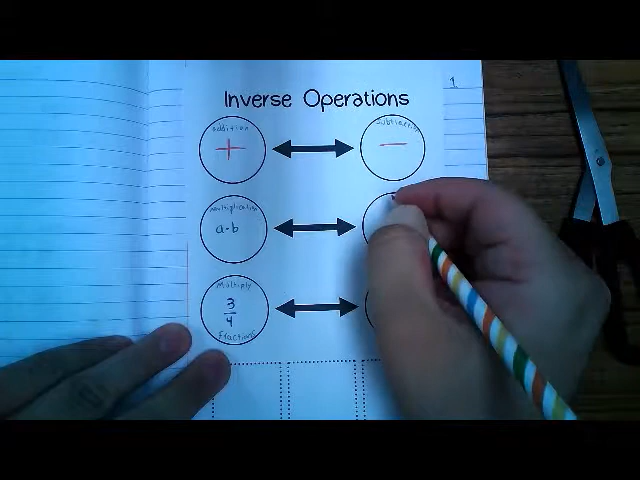 1
Inverse Operations
addition
subtraction
+
−
multiplication
a·b
Multiply
3
4
Fractions